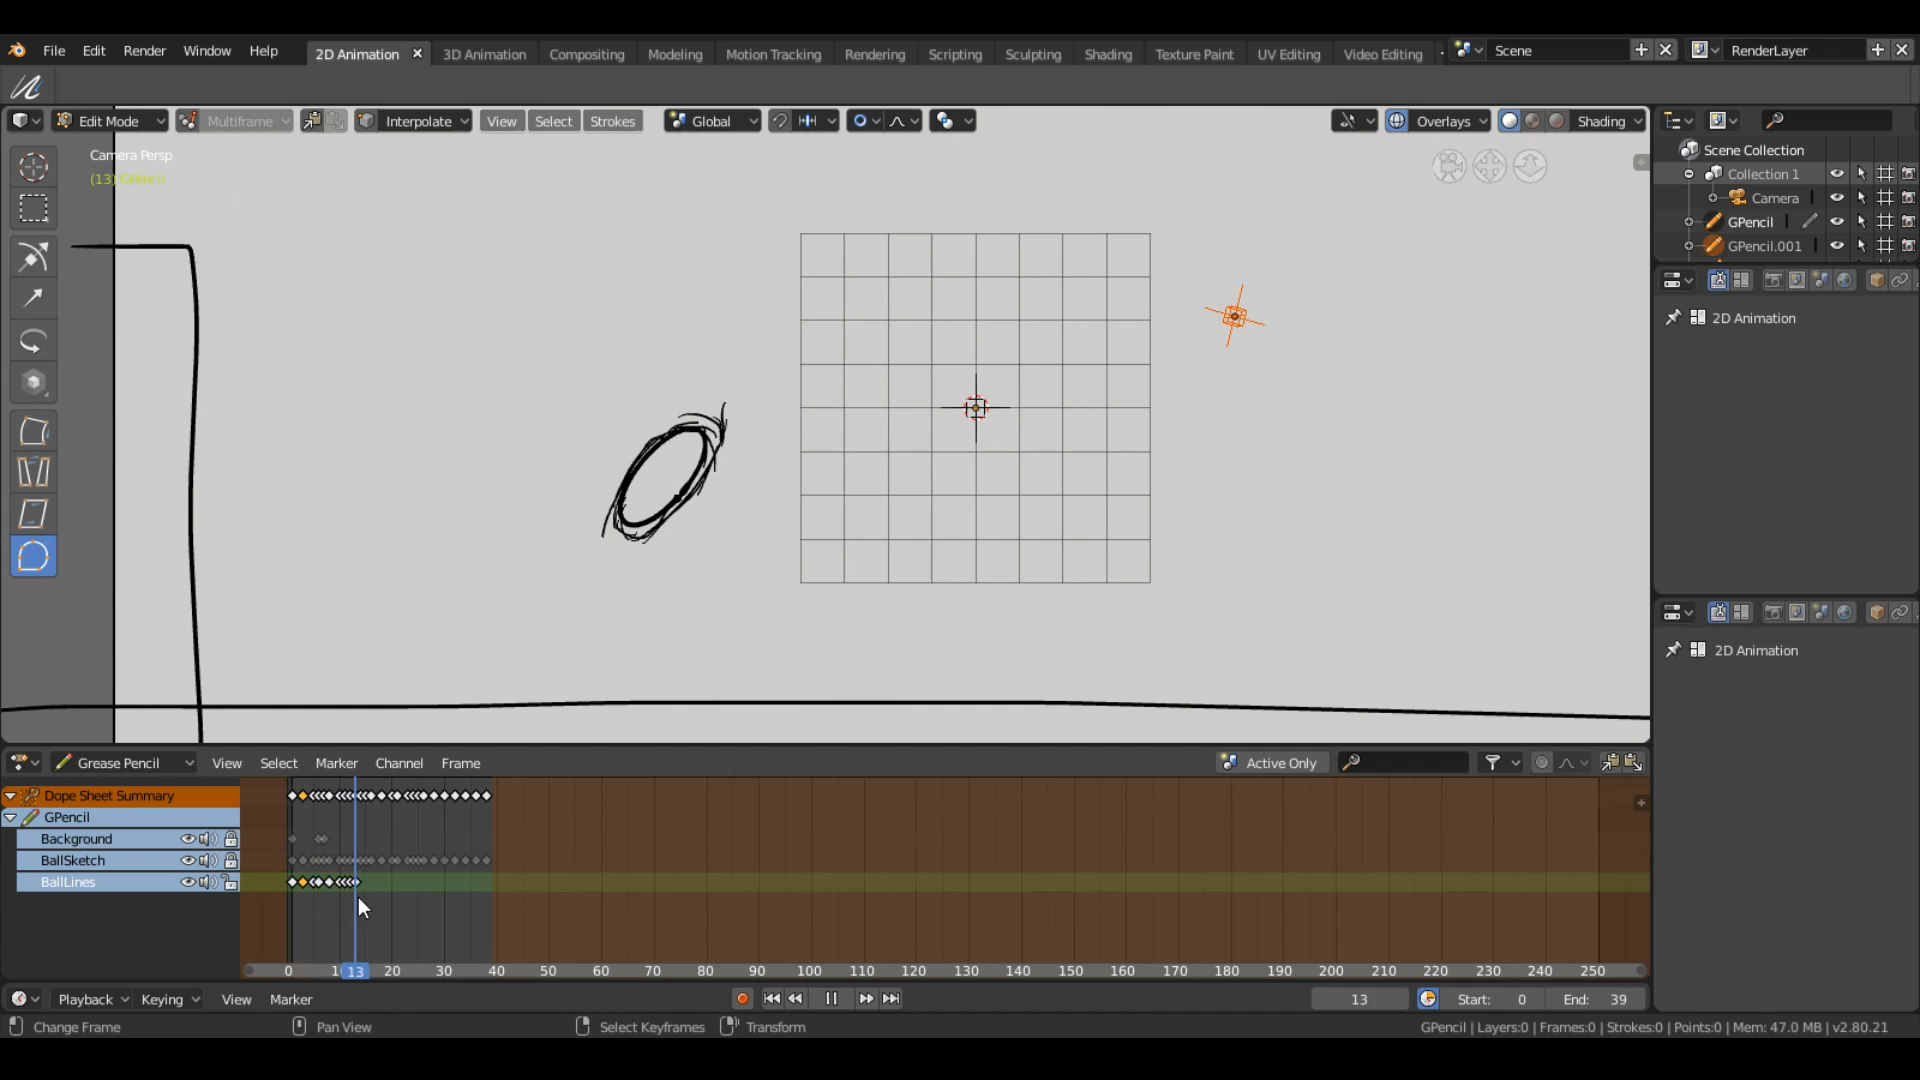 File Edit Render Window Help 2D Animation 3D Animation Compositing Modeling Motion Tracking Rendering Scripting Sculpting Shading Texture Paint UV Editing Video Editing Scene RenderLayer
Edit Mode Multiframe Interpolate View Select Strokes Global Overlays Shading
Camera Persp
(13) GPencil
Scene Collection
Collection 1
Camera
GPencil
GPencil.001
2D Animation
2D Animation
Grease Pencil View Select Marker Channel Frame Active Only
Dope Sheet Summary
GPencil
Background
BallSketch
BallLines
0 13 20 30 40 50 60 70 80 90 100 110 120 130 140 150 160 170 180 190 200 210 220 230 240 250
Playback Keying View Marker 13 Start: 0 End: 39
Change Frame Pan View Select Keyframes Transform GPencil | Layers:0 | Frames:0 | Strokes:0 | Points:0 | Mem: 47.0 MB | v2.80.21